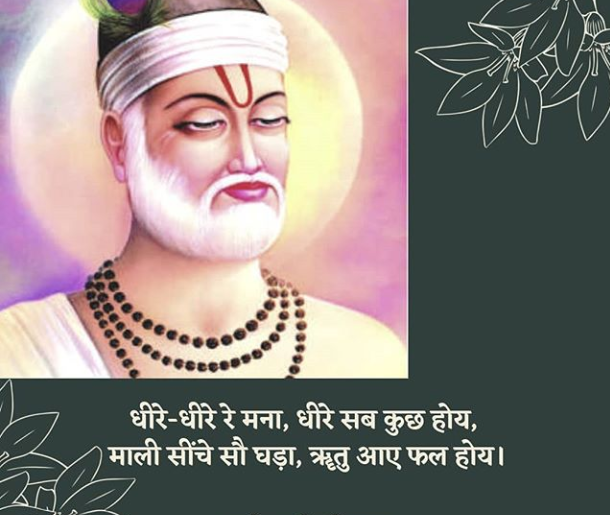 धीरे-धीरे रे मना, धीरे सब कुछ होय,
माली सींचे सौ घड़ा, ॠतु आए फल होय।